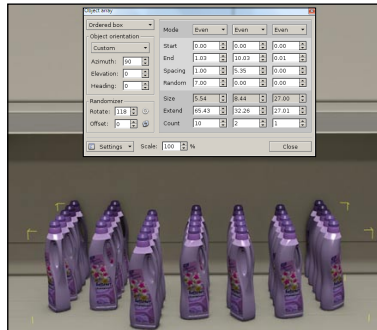 Object array
Ordered box
Object orientation
Custom
Azimuth: 90
Elevation: 0
Heading: 0
Randomizer
Rotate: 118
Offset: 0
Mode Even Even Even
Start 0.00 0.00 0.00
End 1.03 10.03 0.01
Spacing 1.00 5.35 0.00
Random 7.00 0.00 0.00
Size 5.54 8.44 27.00
Extend 65.43 32.26 27.01
Count 10 2 1
Settings Scale: 100 % Close